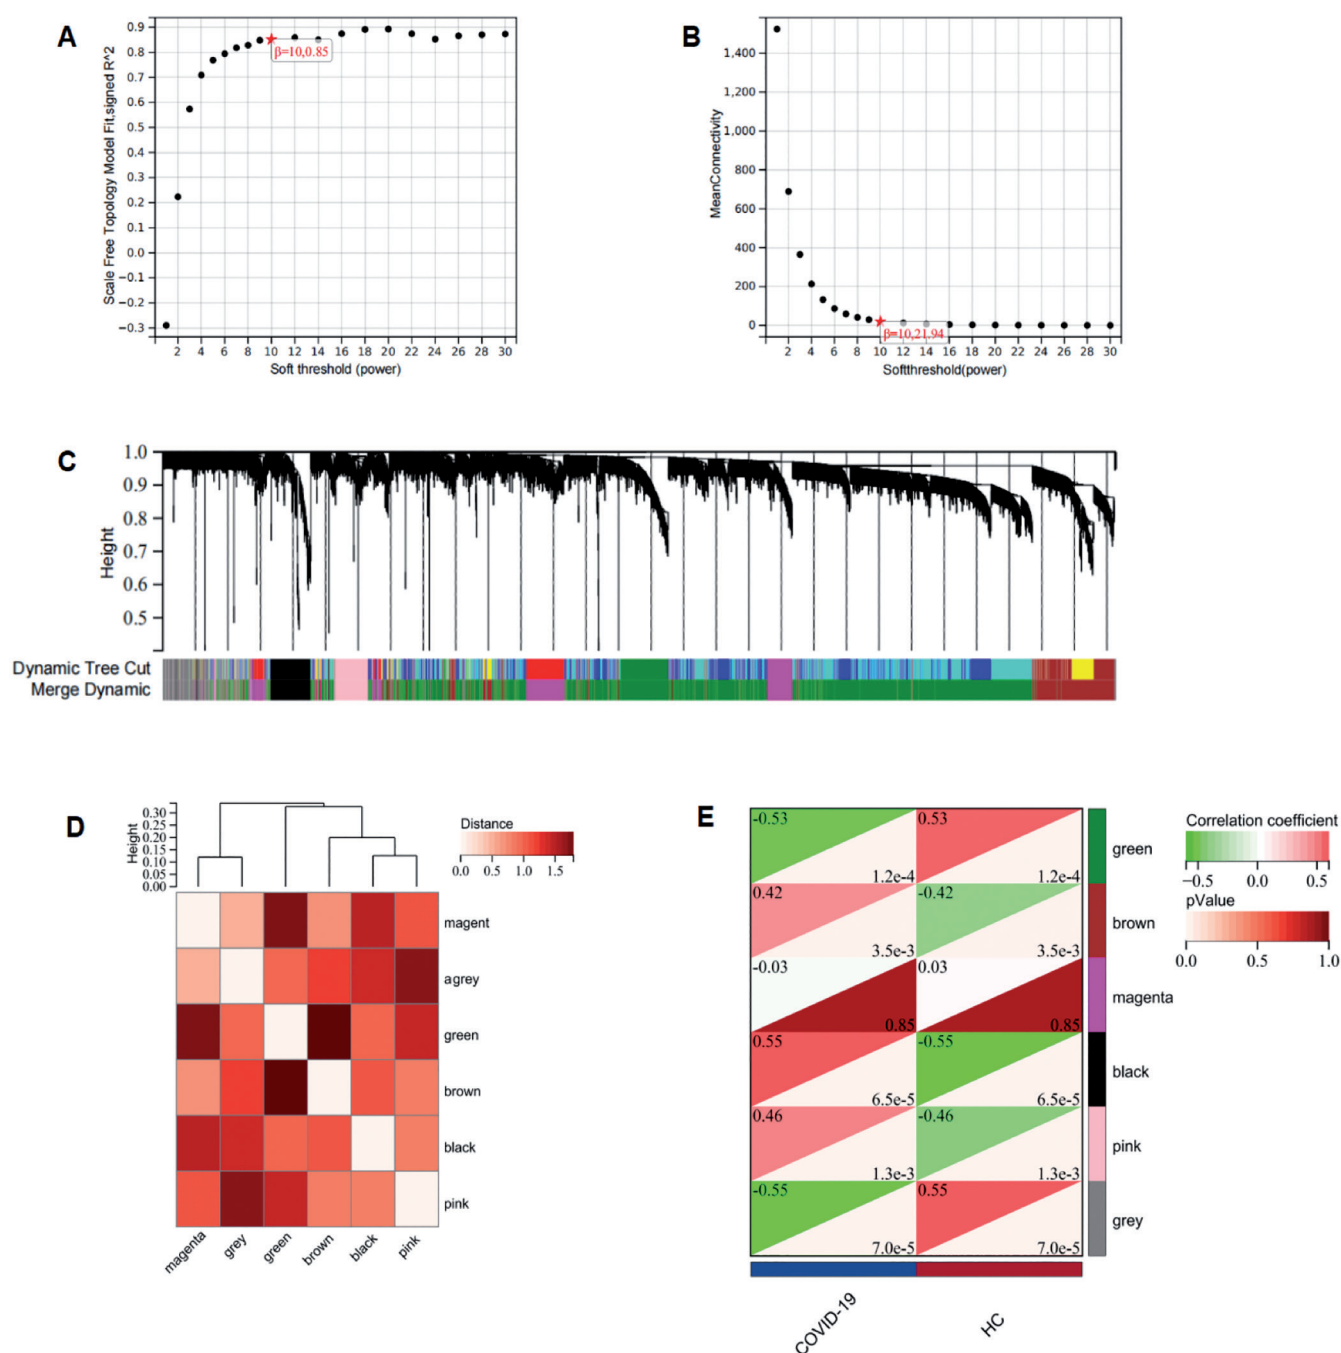 A
0.9
0.8
0.7
0.6
0.5
0.4
0.3
0.2
0.1
0.0
−0.1
−0.2
−0.3
Scale Free Topology Model Fit,signed R^2
β=10,0.85
2 4 6 8 10 12 14 16 18 20 22 24 26 28 30
Soft threshold (power)
B
1,400
1,200
1,000
800
600
400
200
0
MeanConnectivity
β=10,21.94
2 4 6 8 10 12 14 16 18 20 22 24 26 28 30
Softthreshold(power)
C
1.0
0.9
0.8
0.7
0.6
0.5
Height
Dynamic Tree Cut
Merge Dynamic
D
0.30
0.25
0.20
0.15
0.10
0.05
0.00
Height
Distance
0.0 0.5 1.0 1.5
magent
agrey
green
brown
black
pink
magenta grey green brown black pink
E
-0.53 0.53
1.2e-4 1.2e-4
green
0.42 -0.42
3.5e-3 3.5e-3
brown
-0.03 0.03
0.85 0.85
magenta
0.55 -0.55
6.5e-5 6.5e-5
black
0.46 -0.46
1.3e-3 1.3e-3
pink
-0.55 0.55
7.0e-5 7.0e-5
grey
COVID-19 HC
Correlation coefficient
−0.5 0.0 0.5
pValue
0.0 0.5 1.0